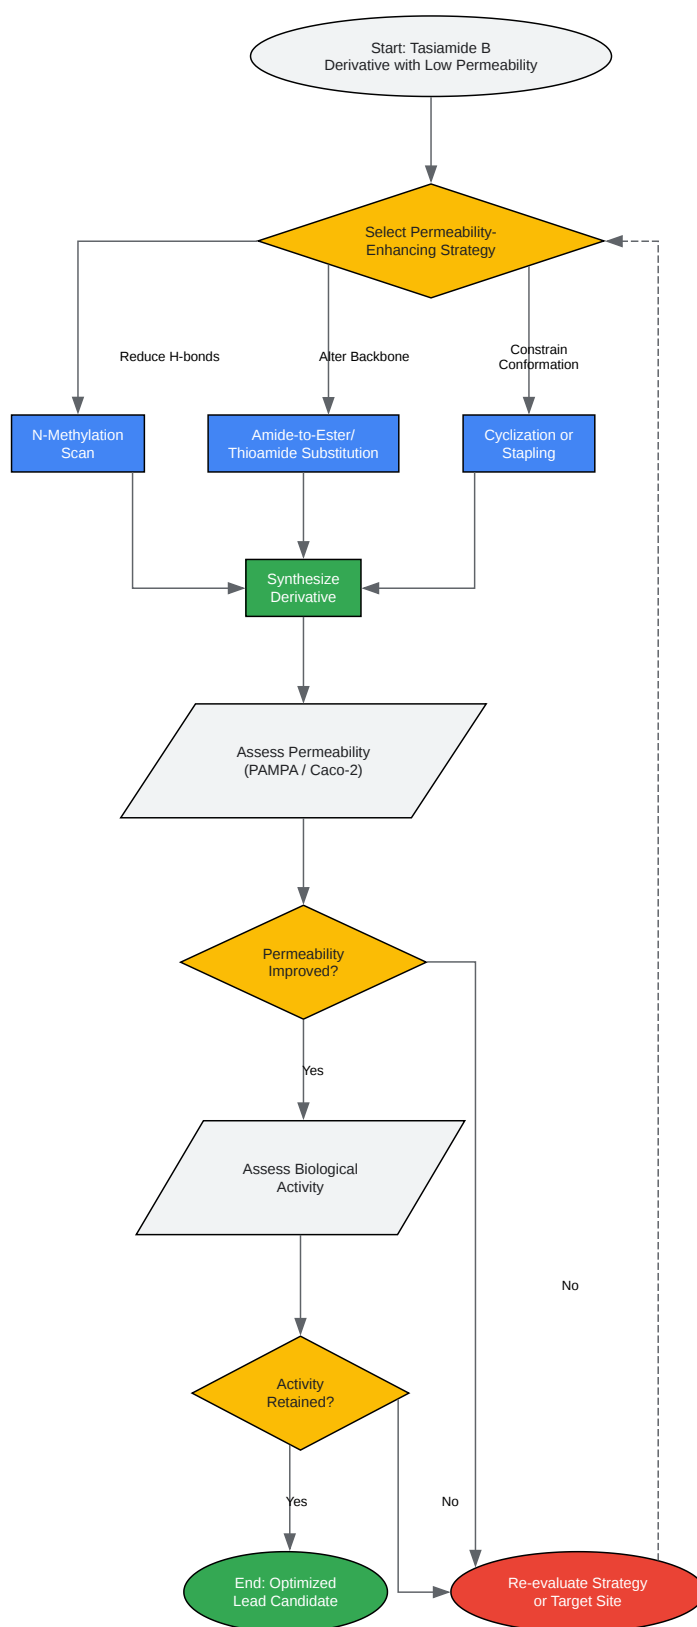 Start: Tasiamide B
Derivative with Low Permeability
Select Permeability-
Enhancing Strategy
Reduce H-bonds
Alter Backbone
Constrain
Conformation
N-Methylation
Scan
Amide-to-Ester/
Thioamide Substitution
Cyclization or
Stapling
Synthesize
Derivative
Assess Permeability
(PAMPA / Caco-2)
Permeability
Improved?
Yes
Assess Biological
Activity
No
Activity
Retained?
Yes
No
End: Optimized
Lead Candidate
Re-evaluate Strategy
or Target Site